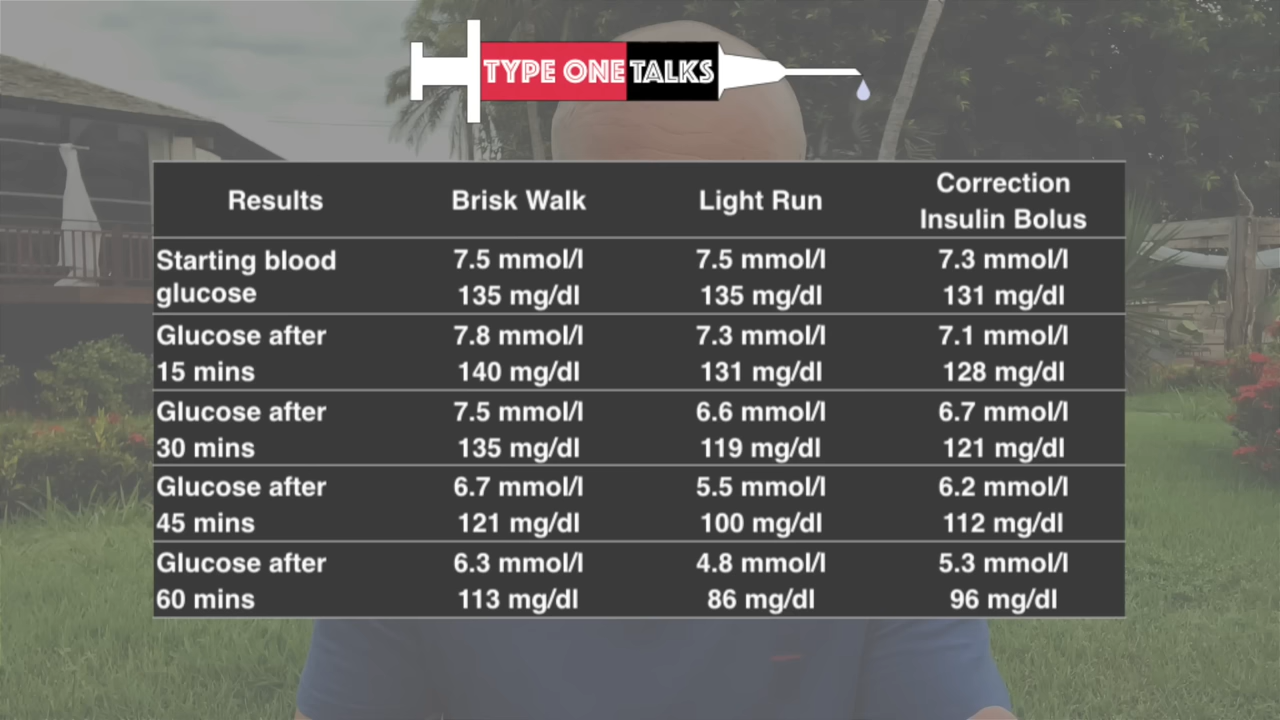 TYPE ONE TALKS
Results Brisk Walk Light Run Correction
Insulin Bolus
Starting blood 7.5 mmol/l 7.5 mmol/l 7.3 mmol/l
glucose 135 mg/dl 135 mg/dl 131 mg/dl
Glucose after 7.8 mmol/l 7.3 mmol/l 7.1 mmol/l
15 mins 140 mg/dl 131 mg/dl 128 mg/dl
Glucose after 7.5 mmol/l 6.6 mmol/l 6.7 mmol/l
30 mins 135 mg/dl 119 mg/dl 121 mg/dl
Glucose after 6.7 mmol/l 5.5 mmol/l 6.2 mmol/l
45 mins 121 mg/dl 100 mg/dl 112 mg/dl
Glucose after 6.3 mmol/l 4.8 mmol/l 5.3 mmol/l
60 mins 113 mg/dl 86 mg/dl 96 mg/dl